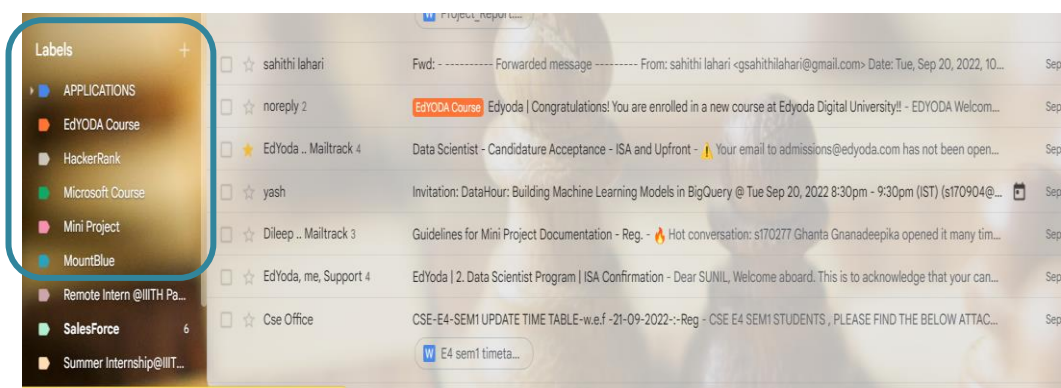 Project_Report....
Labels +
APPLICATIONS
EdYODA Course
HackerRank
Microsoft Course
Mini Project
MountBlue
Remote Intern @IIITH Pa...
SalesForce 6
Summer Internship@IIIT...
sahithi lahari Fwd: - ---------- Forwarded message --------- From: sahithi lahari <gsahithilahari@gmail.com> Date: Tue, Sep 20, 2022, 10... Sep
noreply 2 EdYODA Course Edyoda | Congratulations! You are enrolled in a new course at Edyoda Digital University!! - EDYODA Welcom... Sep
EdYoda .. Mailtrack 4 Data Scientist - Candidature Acceptance - ISA and Upfront - ⚠ Your email to admissions@edyoda.com has not been open... Sep
yash Invitation: DataHour: Building Machine Learning Models in BigQuery @ Tue Sep 20, 2022 8:30pm - 9:30pm (IST) (s170904@... Sep
Dileep .. Mailtrack 3 Guidelines for Mini Project Documentation - Reg. - 🔥 Hot conversation: s170277 Ghanta Gnanadeepika opened it many tim... Sep
EdYoda, me, Support 4 EdYoda | 2. Data Scientist Program | ISA Confirmation - Dear SUNIL, Welcome aboard. This is to acknowledge that your can... Sep
Cse Office CSE-E4-SEM1 UPDATE TIME TABLE-w.e.f -21-09-2022-:-Reg - CSE E4 SEM1 STUDENTS , PLEASE FIND THE BELOW ATTAC... Sep
W E4 sem1 timeta...